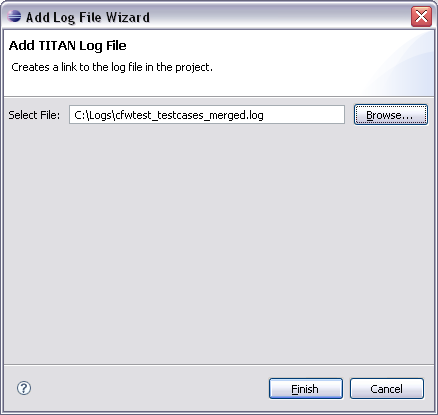 Add Log File Wizard
Add TITAN Log File
Creates a link to the log file in the project.
Select File: C:\Logs\cfwtest_testcases_merged.log Browse...
? Finish Cancel